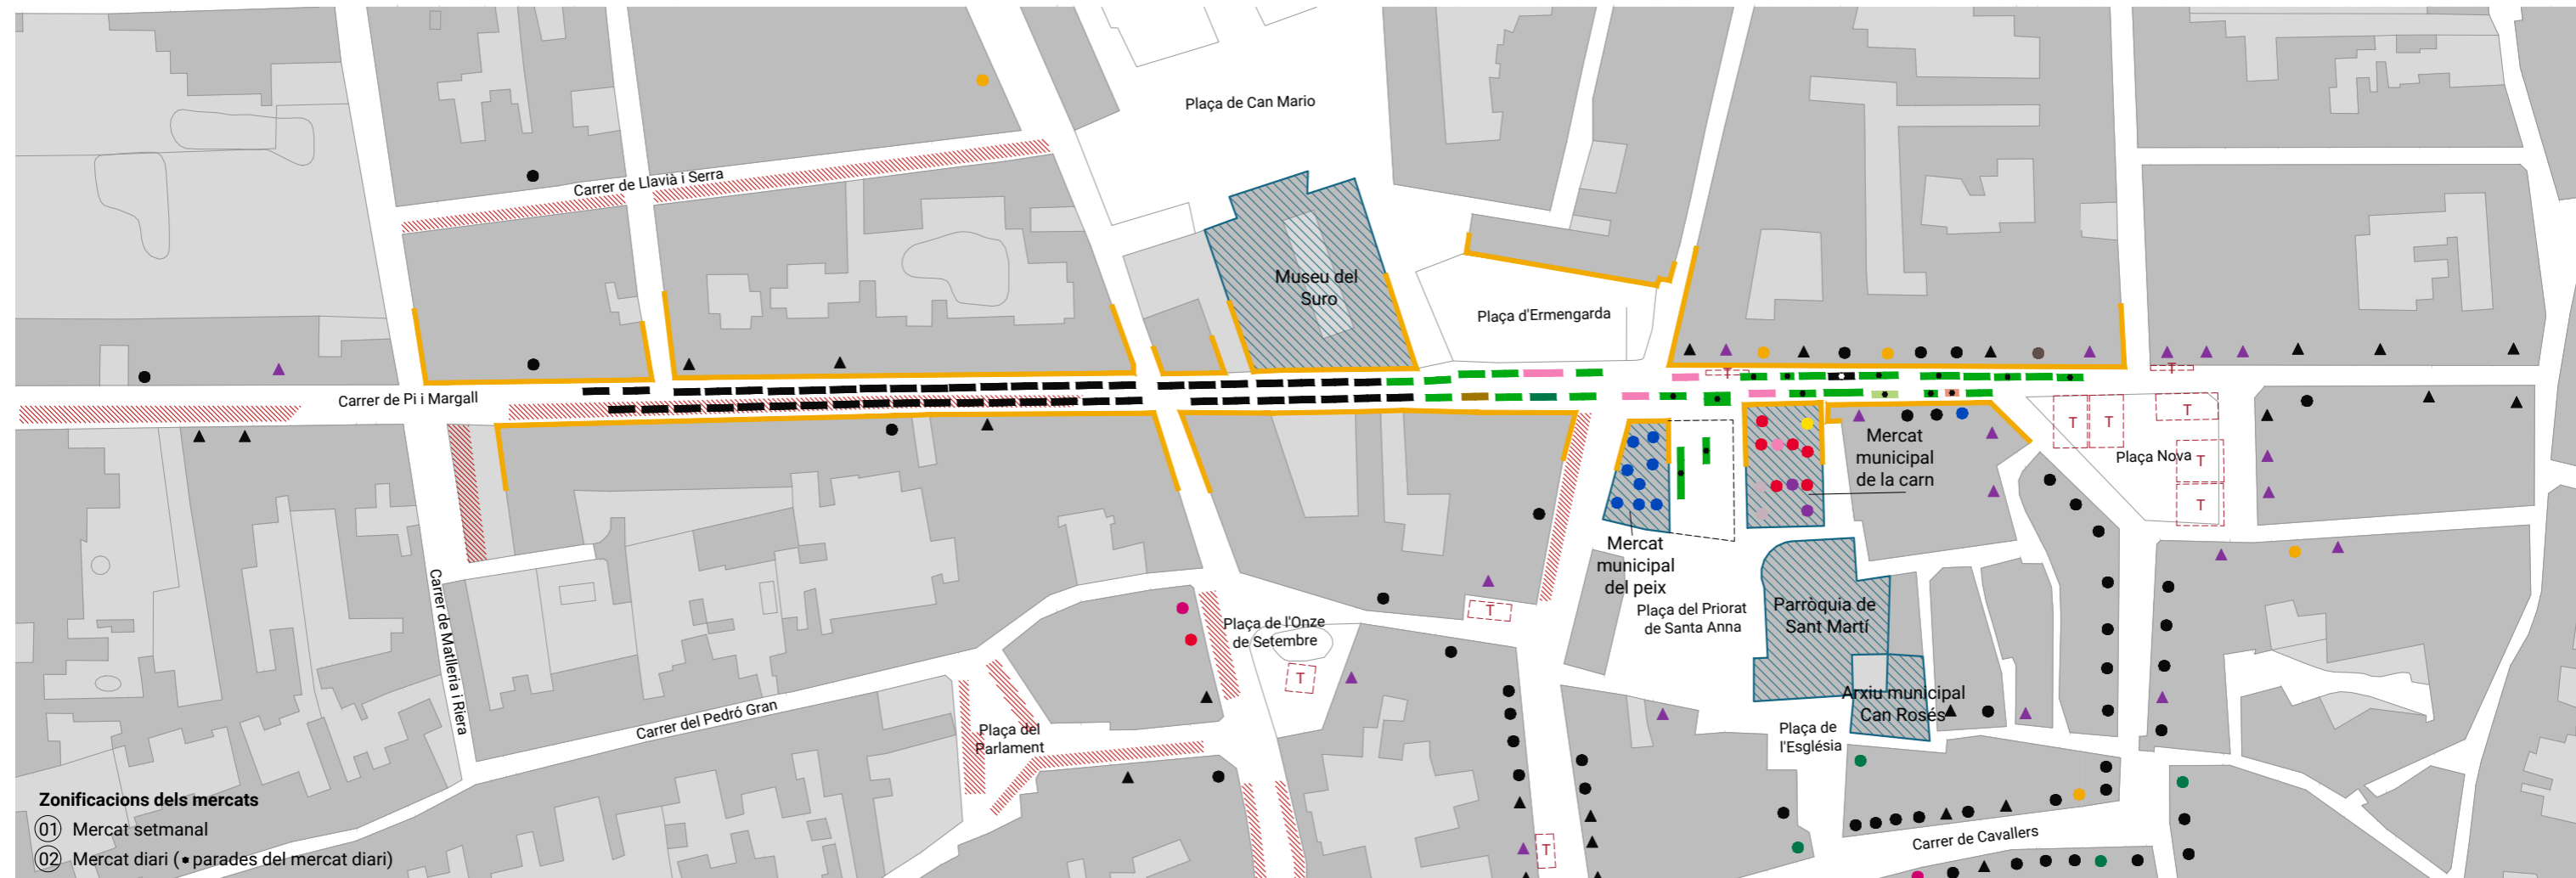 Plaça de Can Mario
Carrer de Llavià i Serra
Museu del
Suro
Plaça d'Ermengarda
T
T
Carrer de Pi i Margall
T
T
T
Mercat
municipal
de la carn
Plaça Nova
T
T
Mercat
municipal
del peix
Carrer de Matlleria i Riera
T
Plaça del Priorat
de Santa Anna
Parròquia de
Sant Martí
Plaça de l'Onze
de Setembre
T
Arxiu municipal
Can Rosés
Carrer del Pedró Gran
Plaça del
Parlament
Plaça de
l'Església
T
Carrer de Cavallers
Zonificacions dels mercats
01 Mercat setmanal
02 Mercat diari ( parades del mercat diari)